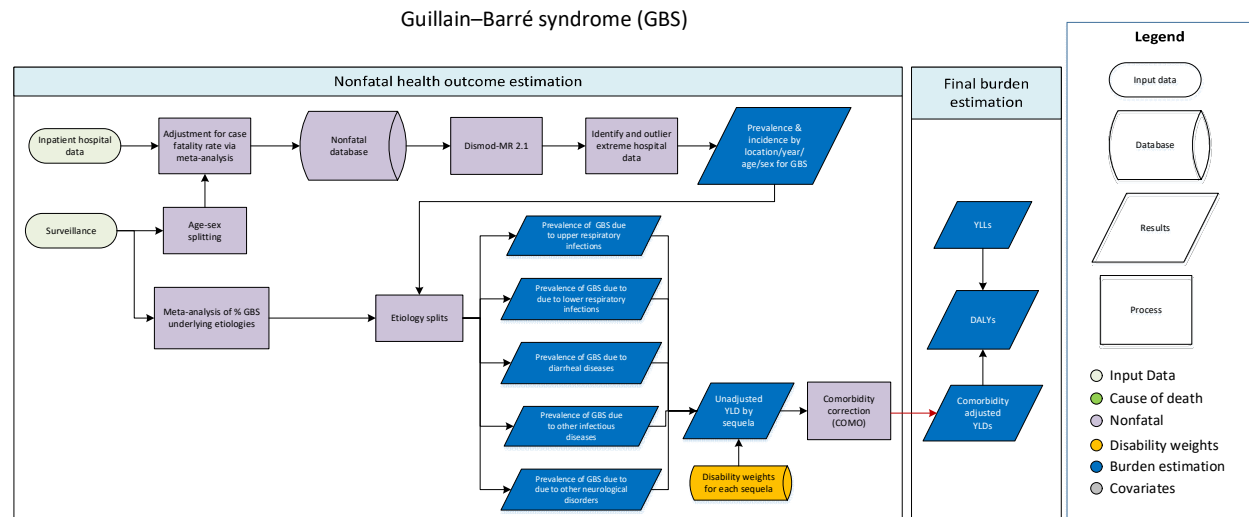 Guillain–Barré syndrome (GBS)
Nonfatal health outcome estimation
Inpatient hospital
data
Adjustment for case
fatality rate via
meta-analysis
Nonfatal
database
Dismod-MR 2.1
Identify and outlier
extreme hospital
data
Prevalence &
incidence by
location/year/
age/sex for GBS
Surveillance
Age-sex
splitting
Meta-analysis of % GBS
underlying etiologies
Etiology splits
Prevalence of GBS due to
upper respiratory
infections
Prevalence of GBS due to
due to lower respiratory
infections
Prevalence of GBS due to
diarrheal diseases
Prevalence of GBS due
to other infectious
diseases
Prevalence of GBS due to
due to other neurological
disorders
Unadjusted
YLD by
sequela
Disability weights
for each sequela
Comorbidity
correction
(COMO)
Final burden
estimation
YLLs
DALYs
Comorbidity
adjusted
YLDs
Legend
Input data
Database
Results
Process
Input Data
Cause of death
Nonfatal
Disability weights
Burden estimation
Covariates